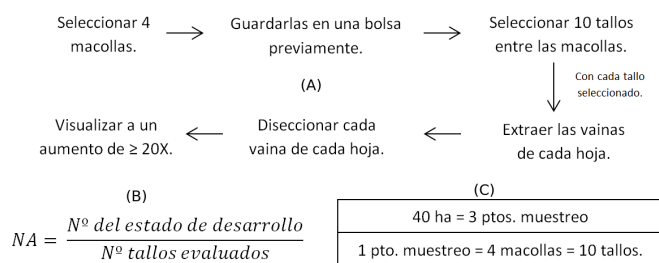 Seleccionar 4
macollas.
Guardarlas en una bolsa
previamente.
Seleccionar 10 tallos
entre las macollas.
(A)
Con cada tallo
seleccionado.
Visualizar a un
aumento de ≥ 20X.
Diseccionar cada
vaina de cada hoja.
Extraer las vainas
de cada hoja.
(B)
NA = Nº del estado de desarrollo
Nº tallos evaluados
(C)
40 ha = 3 ptos. muestreo
1 pto. muestreo = 4 macollas = 10 tallos.